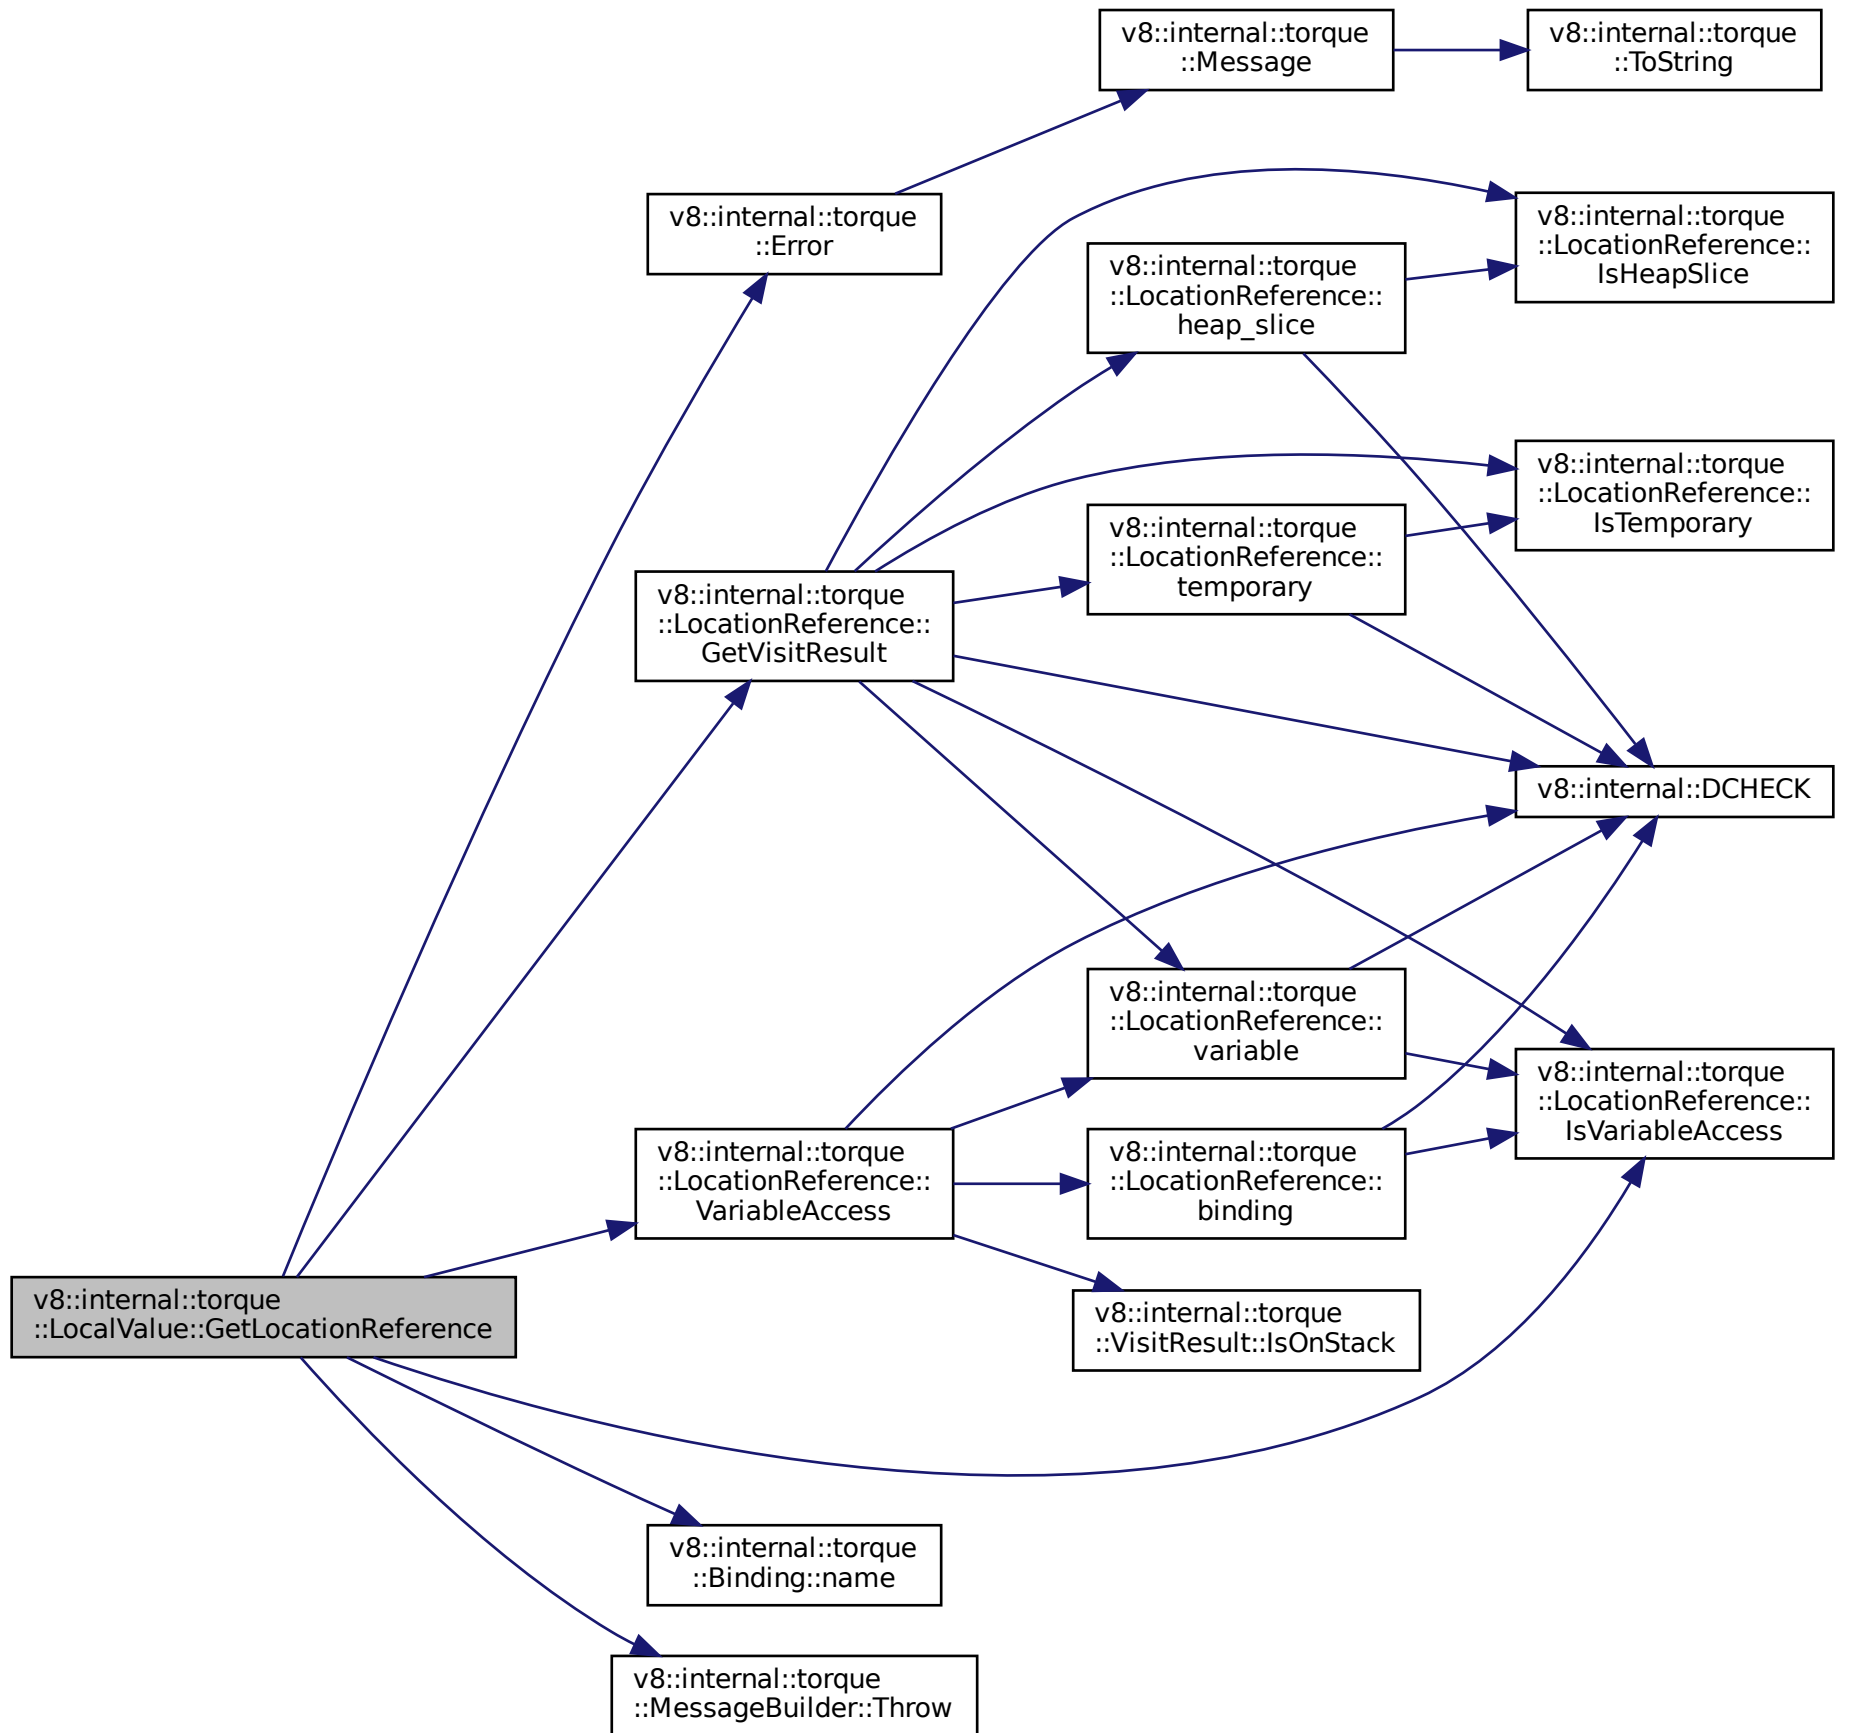 v8::internal::torque
::Message
v8::internal::torque
::ToString
v8::internal::torque
::Error
v8::internal::torque
::LocationReference::
IsHeapSlice
v8::internal::torque
::LocationReference::
heap_slice
v8::internal::torque
::LocationReference::
IsTemporary
v8::internal::torque
::LocationReference::
temporary
v8::internal::torque
::LocationReference::
GetVisitResult
v8::internal::DCHECK
v8::internal::torque
::LocationReference::
variable
v8::internal::torque
::LocationReference::
IsVariableAccess
v8::internal::torque
::LocationReference::
VariableAccess
v8::internal::torque
::LocationReference::
binding
v8::internal::torque
::LocalValue::GetLocationReference
v8::internal::torque
::VisitResult::IsOnStack
v8::internal::torque
::Binding::name
v8::internal::torque
::MessageBuilder::Throw